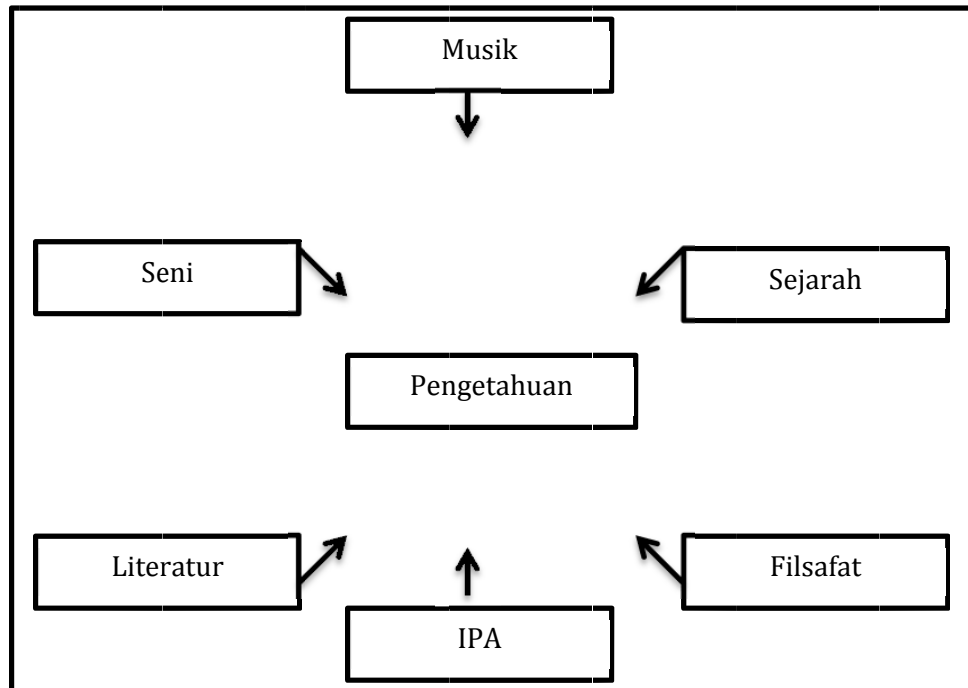 Musik
Seni
Sejarah
Pengetahuan
Literatur
Filsafat
IPA